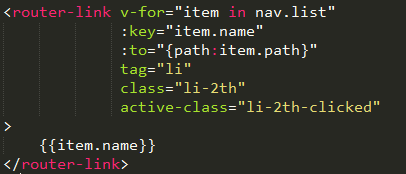 <router-link v-for="item in nav.list"
:key="item.name"
:to="{path:item.path}"
tag="li"
class="li-2th"
active-class="li-2th-clicked"
>
{{item.name}}
</router-link>